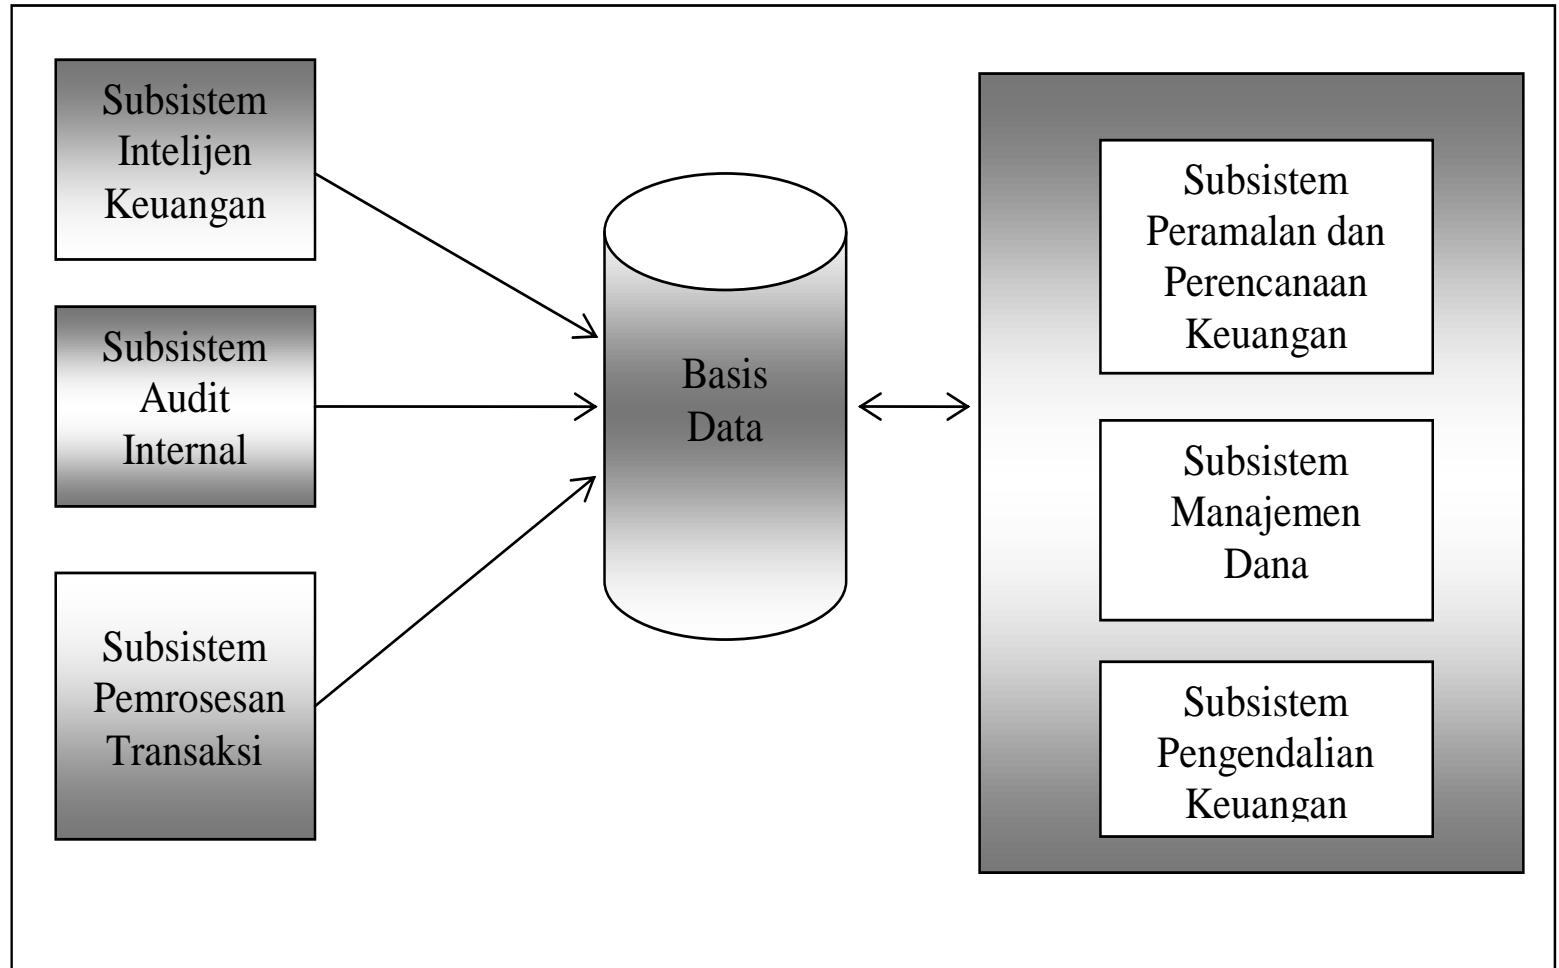 Subsistem
Intelijen
Keuangan
Subsistem
Audit
Internal
Subsistem
Pemrosesan
Transaksi
Basis
Data
Subsistem
Peramalan dan
Perencanaan
Keuangan
Subsistem
Manajemen
Dana
Subsistem
Pengendalian
Keuangan